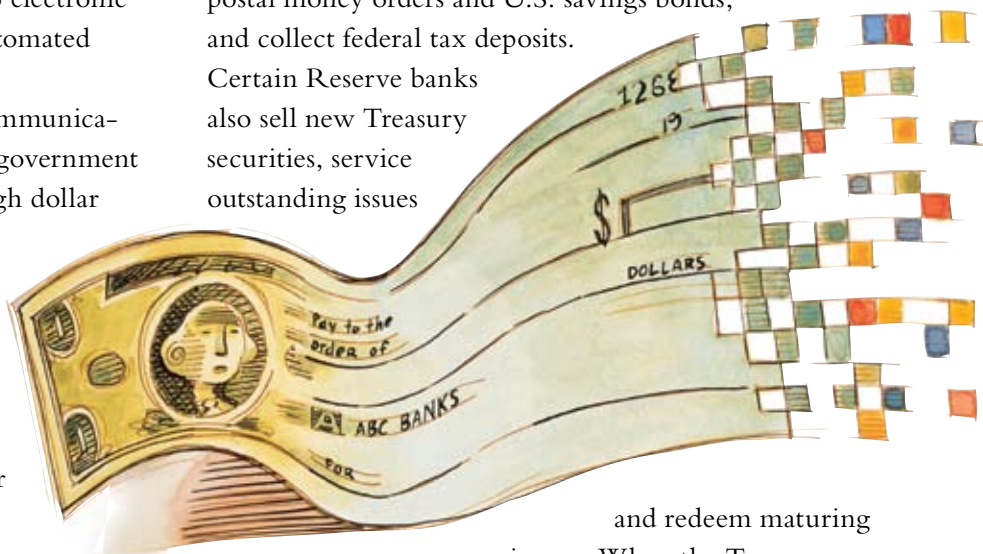 electronic
tomated
mmunica-
government
gh dollar
r
postal money orders and U.S. savings bonds,
and collect federal tax deposits.
Certain Reserve banks
also sell new Treasury
securities, service
outstanding issues
1268
19
$
DOLLARS
Pay to the
order of
ABC BANKS
FOR
and redeem maturing